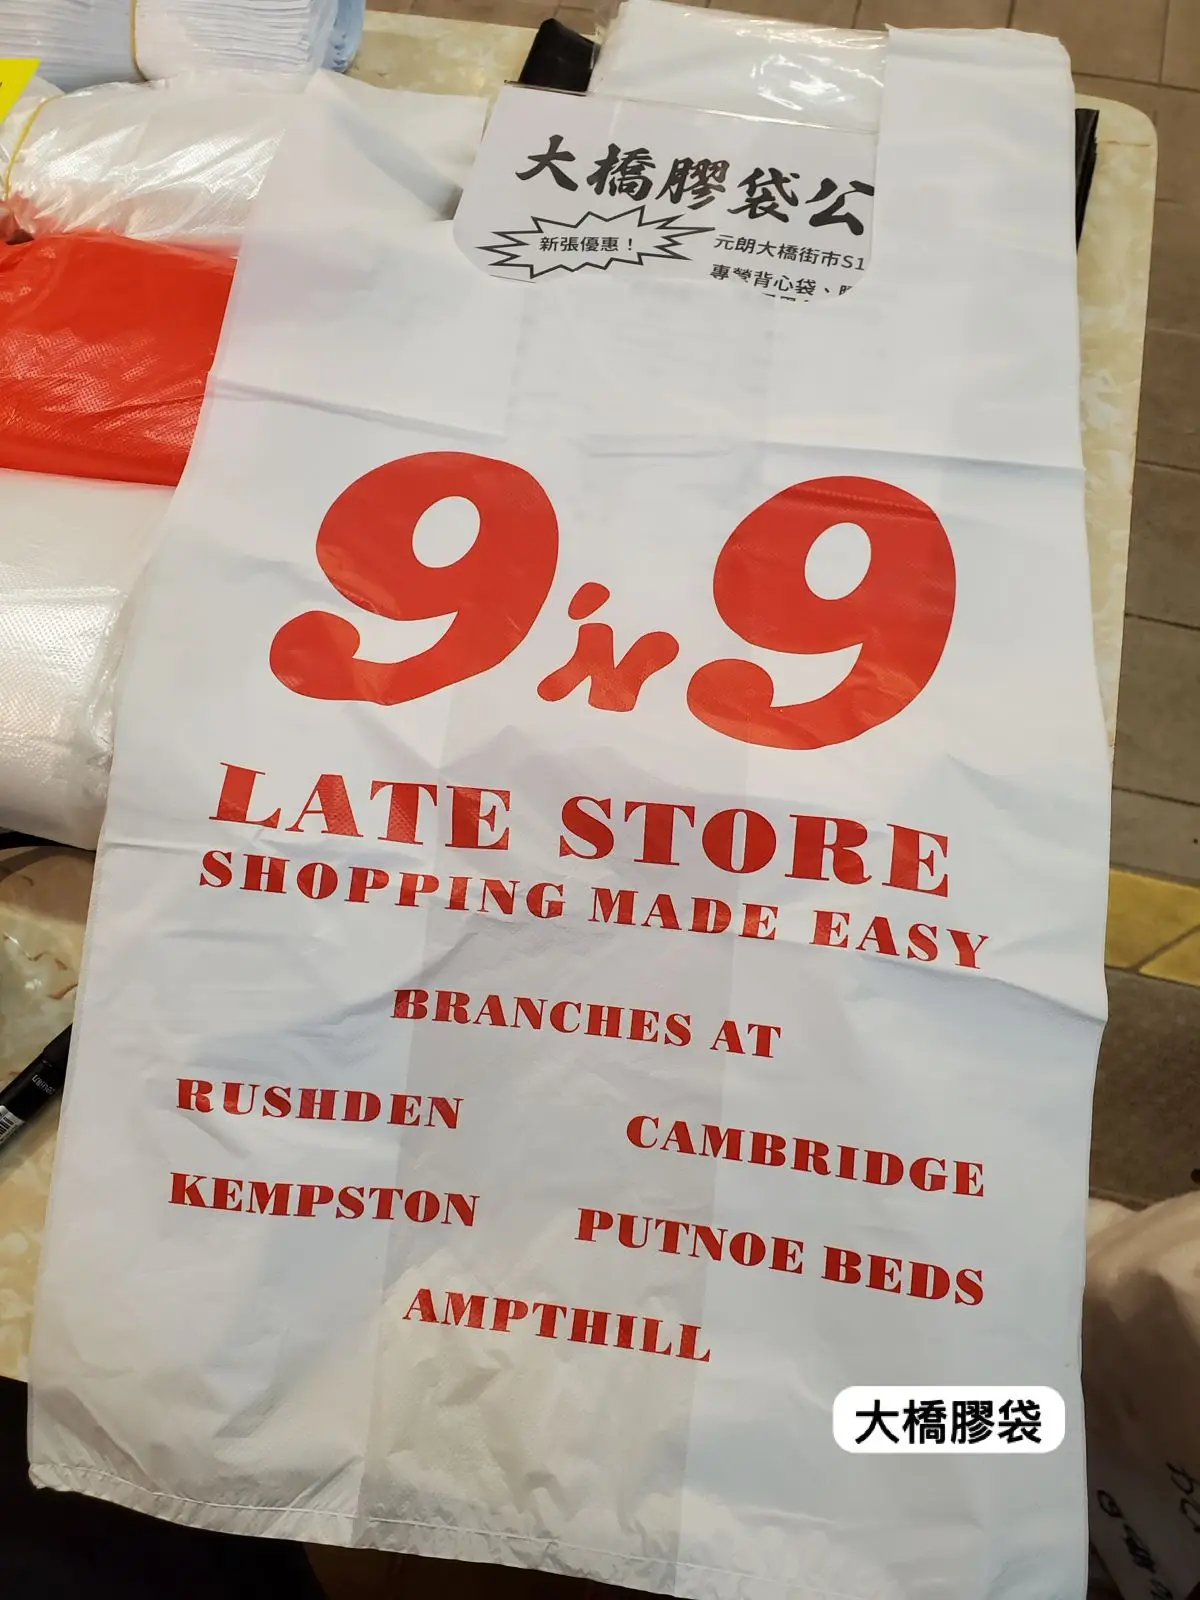 大橋膠袋公
新張優惠！
元朗大橋街市S1
專營背心袋、
9 in 9
LATE STORE
SHOPPING MADE EASY
BRANCHES AT
RUSHDEN
CAMBRIDGE
KEMPSTON
PUTNOE BEDS
AMPTHILL
大橋膠袋